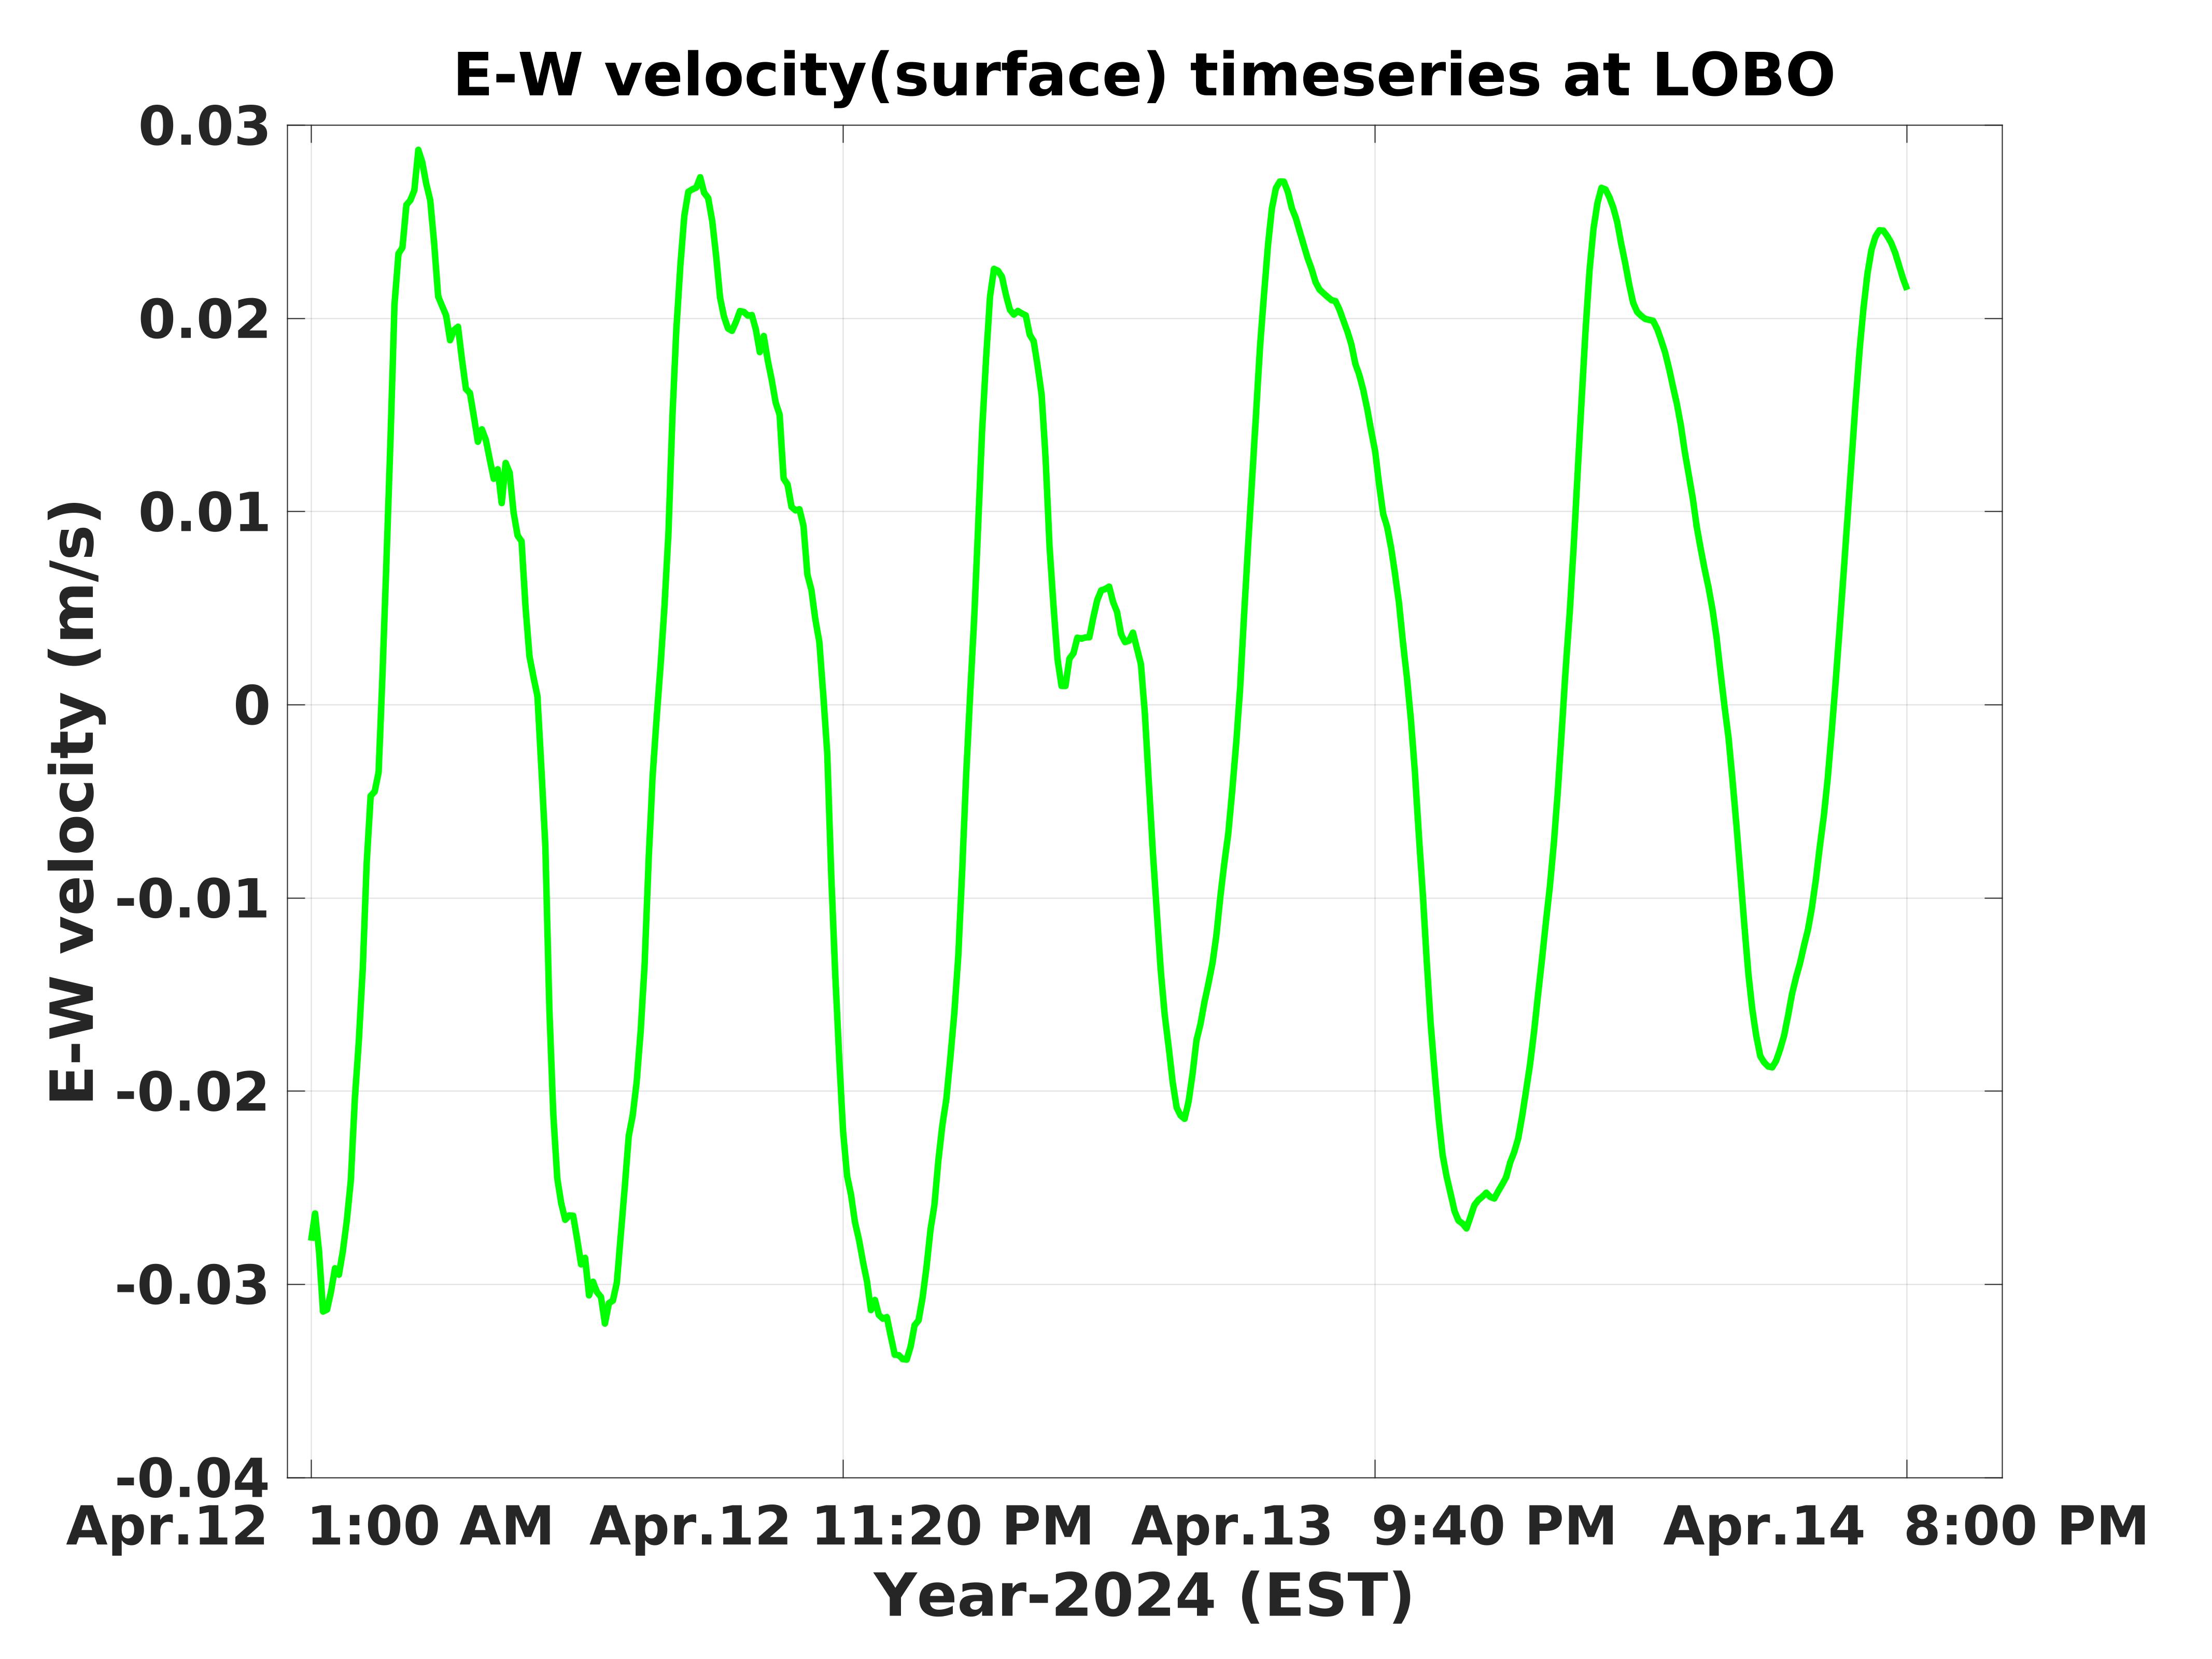 E-W velocity(surface) timeseries at LOBO
0.03
0.02
0.01
0
-0.01
-0.02
-0.03
-0.04
E-W velocity (m/s)
Apr.12 1:00 AM Apr.12 11:20 PM Apr.13 9:40 PM Apr.14 8:00 PM
Year-2024 (EST)